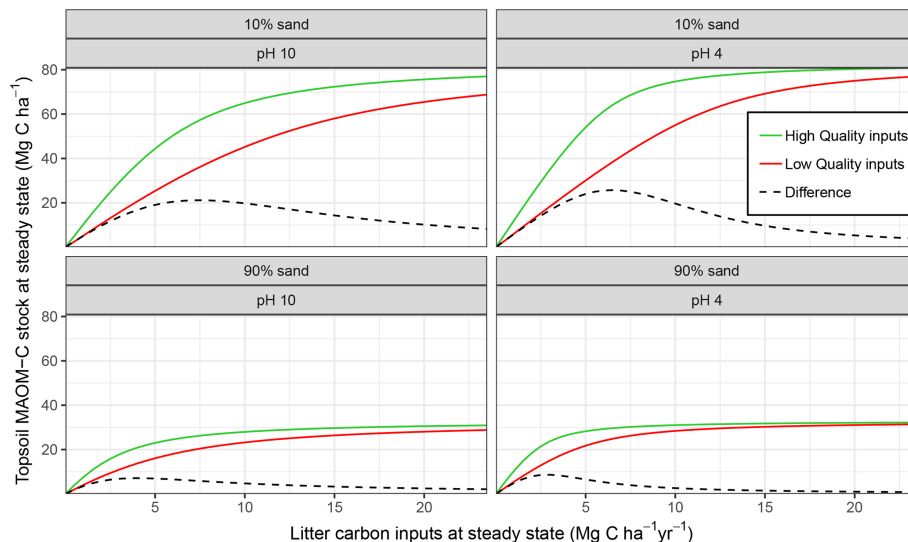 10% sand
10% sand
pH 10
pH 4
80
60
40
20
High Quality inputs
Low Quality inputs
Difference
90% sand
90% sand
pH 10
pH 4
80
60
40
20
5
10
15
20
5
10
15
20
Topsoil MAOM−C stock at steady state (Mg C ha⁻¹)
Litter carbon inputs at steady state (Mg C ha⁻¹yr⁻¹)